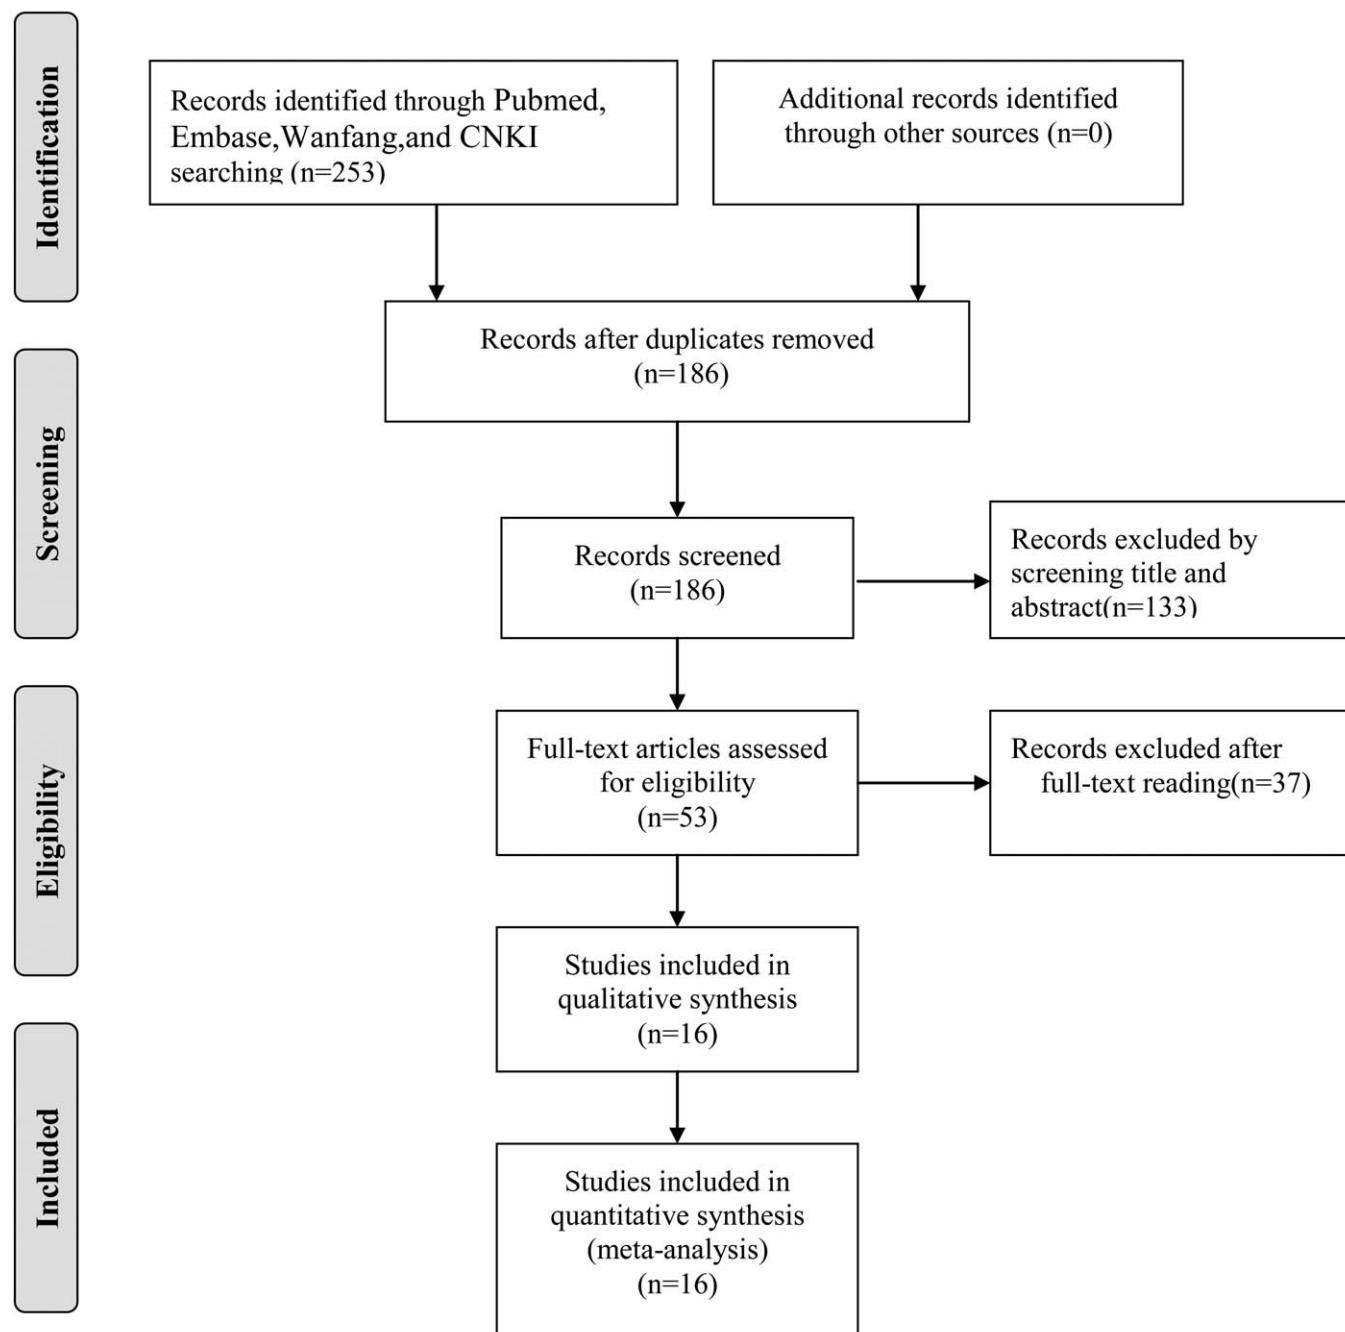 Identification
Records identified through Pubmed,
Embase,Wanfang,and CNKI
searching (n=253)
Additional records identified
through other sources (n=0)
Records after duplicates removed
(n=186)
Screening
Records screened
(n=186)
Records excluded by
screening title and
abstract(n=133)
Eligibility
Full-text articles assessed
for eligibility
(n=53)
Records excluded after
full-text reading(n=37)
Studies included in
qualitative synthesis
(n=16)
Included
Studies included in
quantitative synthesis
(meta-analysis)
(n=16)